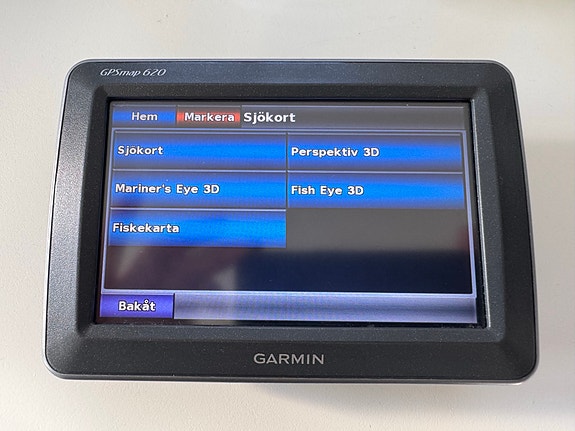 GPSmap 620
Hem Markera Sjökort
Sjökort Perspektiv 3D
Mariner's Eye 3D Fish Eye 3D
Fiskekarta
Bakåt
GARMIN